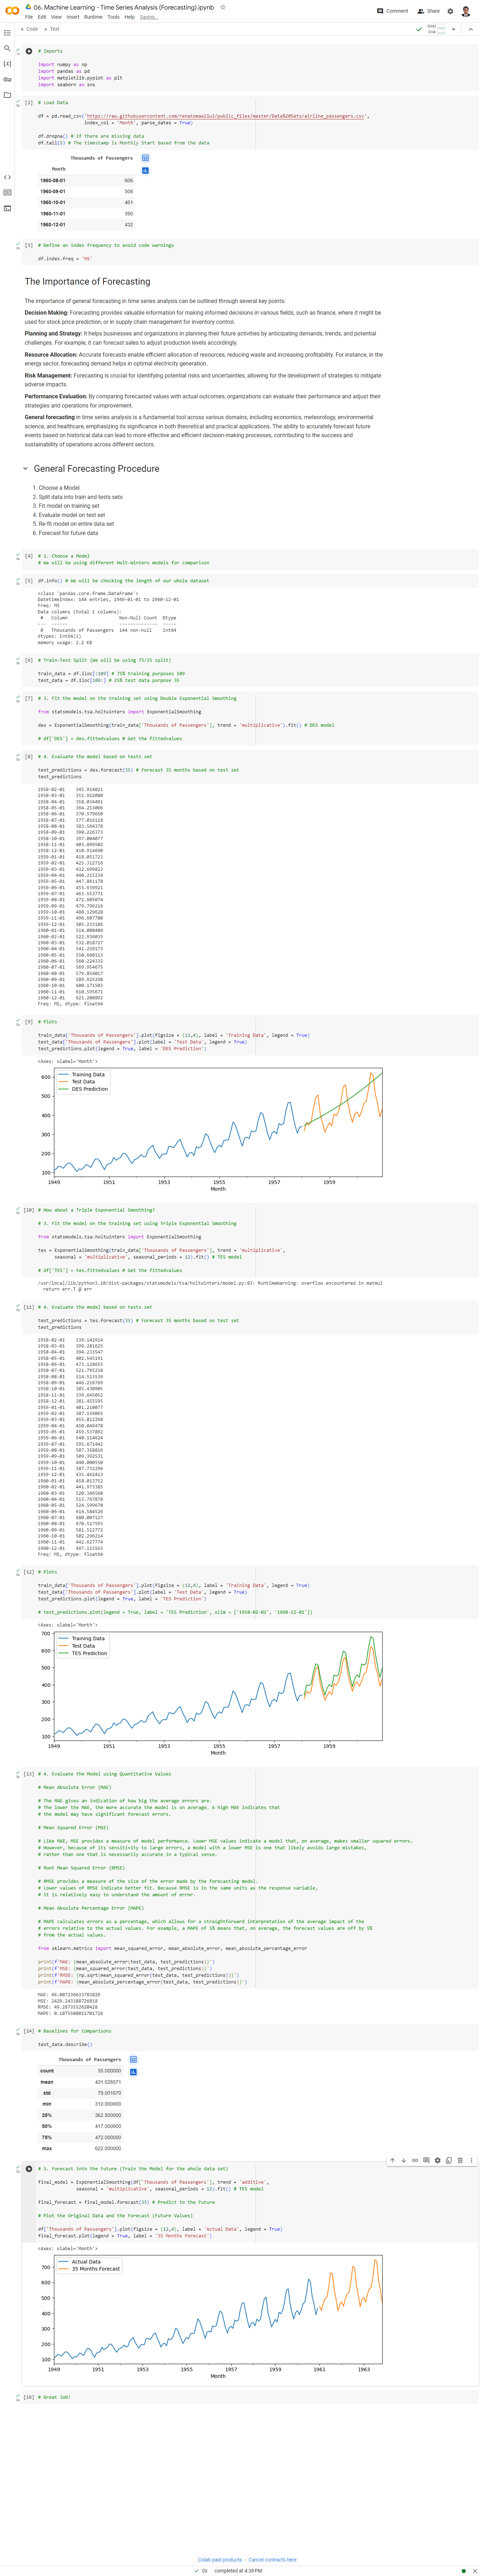 06. Machine Learning - Time Series Analysis (Forecasting).ipynb
File Edit View Insert Runtime Tools Help Saving...
Comment Share
RAM
Disk
+ Code + Text
# Imports
import numpy as np
import pandas as pd
import matplotlib.pyplot as plt
import seaborn as sns
[2] # Load Data
df = pd.read_csv('https://raw.githubusercontent.com/renatomaaliw3/public_files/master/Data%20Sets/airline_passengers.csv',
index_col = 'Month', parse_dates = True)
df.dropna() # If there are missing data
df.tail(5) # The timestamp is Monthly Start based from the data
Thousands of Passengers
Month
1960-08-01 606
1960-09-01 508
1960-10-01 461
1960-11-01 390
1960-12-01 432
[3] # Define an index frequency to avoid code warnings
df.index.freq = 'MS'
The Importance of Forecasting
The importance of general forecasting in time series analysis can be outlined through several key points:
Decision Making: Forecasting provides valuable information for making informed decisions in various fields, such as finance, where it might be
used for stock price prediction, or in supply chain management for inventory control.
Planning and Strategy: It helps businesses and organizations in planning their future activities by anticipating demands, trends, and potential
challenges. For example, it can forecast sales to adjust production levels accordingly.
Resource Allocation: Accurate forecasts enable efficient allocation of resources, reducing waste and increasing profitability. For instance, in the
energy sector, forecasting demand helps in optimal electricity generation.
Risk Management: Forecasting is crucial for identifying potential risks and uncertainties, allowing for the development of strategies to mitigate
adverse impacts.
Performance Evaluation: By comparing forecasted values with actual outcomes, organizations can evaluate their performance and adjust their
strategies and operations for improvement.
General forecasting in time series analysis is a fundamental tool across various domains, including economics, meteorology, environmental
science, and healthcare, emphasizing its significance in both theoretical and practical applications. The ability to accurately forecast future
events based on historical data can lead to more effective and efficient decision-making processes, contributing to the success and
sustainability of operations across different sectors.
General Forecasting Procedure
1. Choose a Model
2. Split data into train and tests sets
3. Fit model on training set
4. Evaluate model on test set
5. Re-fit model on entire data set
6. Forecast for future data
[4] # 1. Choose a Model
# We will be using different Holt-Winters models for comparison
[5] df.info() # We will be checking the length of our whole dataset
<class 'pandas.core.frame.DataFrame'>
DatetimeIndex: 144 entries, 1949-01-01 to 1960-12-01
Freq: MS
Data columns (total 1 columns):
# Column Non-Null Count Dtype
--- ------ -------------- -----
0 Thousands of Passengers 144 non-null int64
dtypes: int64(1)
memory usage: 2.2 KB
[6] # Train-Test Split (We will be using 75/25 split)
train_data = df.iloc[:109] # 75% training purposes 109
test_data = df.iloc[109:] # 25% test data purpose 35
[7] # 3. Fit the model on the training set using Double Exponential Smoothing
from statsmodels.tsa.holtwinters import ExponentialSmoothing
des = ExponentialSmoothing(train_data['Thousands of Passengers'], trend = 'multiplicative').fit() # DES model
# df['DES'] = des.fittedvalues # Get the fittedvalues
[8] # 4. Evaluate the model based on tests set
test_predictions = des.forecast(35) # Forecast 35 months based on test set
test_predictions
1958-02-01 345.914021
1958-03-01 351.922080
1958-04-01 358.034491
1958-05-01 364.253066
1958-06-01 370.579650
1958-07-01 377.016118
1958-08-01 383.564378
1958-09-01 390.226373
1958-10-01 397.004077
1958-11-01 403.899502
1958-12-01 410.914690
1959-01-01 418.051723
1959-02-01 425.312716
1959-03-01 432.699823
1959-04-01 440.215234
1959-05-01 447.861178
1959-06-01 455.639921
1959-07-01 463.553771
1959-08-01 471.605074
1959-09-01 479.796216
1959-10-01 488.129628
1959-11-01 496.607780
1959-12-01 505.233186
1960-01-01 514.008404
1960-02-01 522.936035
1960-03-01 532.018727
1960-04-01 541.259173
1960-05-01 550.660113
1960-06-01 560.224335
1960-07-01 569.954675
1960-08-01 579.854017
1960-09-01 589.925298
1960-10-01 600.171503
1960-11-01 610.595671
1960-12-01 621.200892
Freq: MS, dtype: float64
[9] # Plots
train_data['Thousands of Passengers'].plot(figsize = (12,4), label = 'Training Data', legend = True)
test_data['Thousands of Passengers'].plot(label = 'Test Data', legend = True)
test_predictions.plot(legend = True, label = 'DES Prediction')
<Axes: xlabel='Month'>
Training Data
Test Data
DES Prediction
600
500
400
300
200
100
1949 1951 1953 1955 1957 1959
Month
[10] # How about a Triple Exponential Smoothing?
# 3. Fit the model on the training set using Triple Exponential Smoothing
from statsmodels.tsa.holtwinters import ExponentialSmoothing
tes = ExponentialSmoothing(train_data['Thousands of Passengers'], trend = 'multiplicative',
seasonal = 'multiplicative', seasonal_periods = 12).fit() # TES model
# df['TES'] = tes.fittedvalues # Get the fittedvalues
/usr/local/lib/python3.10/dist-packages/statsmodels/tsa/holtwinters/model.py:83: RuntimeWarning: overflow encountered in matmul
return err.T @ err
[11] # 4. Evaluate the model based on tests set
test_predictions = tes.forecast(35) # Forecast 35 months based on test set
test_predictions
1958-02-01 339.142914
1958-03-01 399.281625
1958-04-01 394.233547
1958-05-01 402.595191
1958-06-01 473.128655
1958-07-01 521.795218
1958-08-01 514.513539
1958-09-01 446.216769
1958-10-01 385.430905
1958-11-01 339.645052
1958-12-01 381.455595
1959-01-01 401.210077
1959-02-01 387.159065
1959-03-01 455.812268
1959-04-01 450.049478
1959-05-01 459.537092
1959-06-01 540.114624
1959-07-01 595.671442
1959-08-01 587.358816
1959-09-01 509.392531
1959-10-01 440.000550
1959-11-01 387.732296
1959-12-01 435.462413
1960-01-01 458.013752
1960-02-01 441.973385
1960-03-01 520.346568
1960-04-01 513.767878
1960-05-01 524.599670
1960-06-01 616.584526
1960-07-01 680.007127
1960-08-01 670.517593
1960-09-01 581.512772
1960-10-01 502.296214
1960-11-01 442.627774
1960-12-01 497.115563
Freq: MS, dtype: float64
[12] # Plots
train_data['Thousands of Passengers'].plot(figsize = (12,4), label = 'Training Data', legend = True)
test_data['Thousands of Passengers'].plot(label = 'Test Data', legend = True)
test_predictions.plot(legend = True, label = 'TES Prediction')
# test_predictions.plot(legend = True, label = 'TES Prediction', xlim = ['1958-02-01', '1960-12-01'])
<Axes: xlabel='Month'>
Training Data
Test Data
TES Prediction
700
600
500
400
300
200
100
1949 1951 1953 1955 1957 1959
Month
[13] # 4. Evaluate the Model using Quantitative Values
# Mean Absolute Error (MAE)
# The MAE gives an indication of how big the average errors are.
# The lower the MAE, the more accurate the model is on average. A high MAE indicates that
# the model may have significant forecast errors.
# Mean Squared Error (MSE)
# Like MAE, MSE provides a measure of model performance. Lower MSE values indicate a model that, on average, makes smaller squared errors.
# However, because of its sensitivity to large errors, a model with a lower MSE is one that likely avoids large mistakes,
# rather than one that is necessarily accurate in a typical sense.
# Root Mean Squared Error (RMSE)
# RMSE provides a measure of the size of the error made by the forecasting model.
# Lower values of RMSE indicate better fit. Because RMSE is in the same units as the response variable,
# it is relatively easy to understand the amount of error.
# Mean Absolute Percentage Error (MAPE)
# MAPE calculates errors as a percentage, which allows for a straightforward interpretation of the average impact of the
# errors relative to the actual values. For example, a MAPE of 5% means that, on average, the forecast values are off by 5%
# from the actual values.
from sklearn.metrics import mean_squared_error, mean_absolute_error, mean_absolute_percentage_error
print(f'MAE: {mean_absolute_error(test_data, test_predictions)}')
print(f'MSE: {mean_squared_error(test_data, test_predictions)}')
print(f'RMSE: {np.sqrt(mean_squared_error(test_data, test_predictions))}')
print(f'MAPE: {mean_absolute_percentage_error(test_data, test_predictions)}')
MAE: 46.007236633783826
MSE: 2429.243380726818
RMSE: 49.2873552620428
MAPE: 0.1075508021701728
[14] # Baselines for Comparisons
test_data.describe()
Thousands of Passengers
count 35.000000
mean 431.028571
std 79.001670
min 310.000000
25% 362.500000
50% 417.000000
75% 472.000000
max 622.000000
# 5. Forecast into the Future (Train the Model for the whole data set)
final_model = ExponentialSmoothing(df['Thousands of Passengers'], trend = 'additive',
seasonal = 'multiplicative', seasonal_periods = 12).fit() # TES model
final_forecast = final_model.forecast(35) # Predict to the Future
# Plot the Original Data and the Forecast (Future Values)
df['Thousands of Passengers'].plot(figsize = (12,4), label = 'Actual Data', legend = True)
final_forecast.plot(legend = True, label = '35 Months Forecast')
<Axes: xlabel='Month'>
Actual Data
35 Months Forecast
700
600
500
400
300
200
100
1949 1951 1953 1955 1957 1959 1961 1963
Month
[16] # Great Job!
Colab paid products - Cancel contracts here
0s completed at 4:38 PM